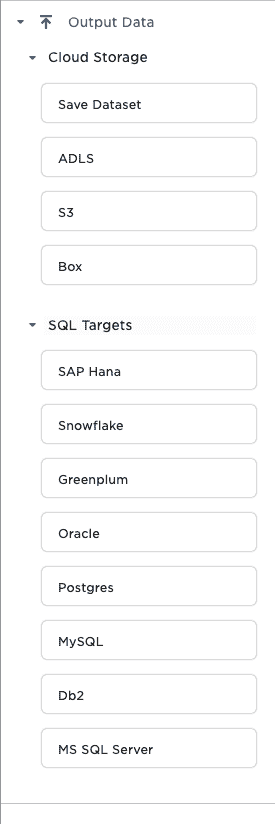 Output Data
Cloud Storage
Save Dataset
ADLS
S3
Box
SQL Targets
SAP Hana
Snowflake
Greenplum
Oracle
Postgres
MySQL
Db2
MS SQL Server